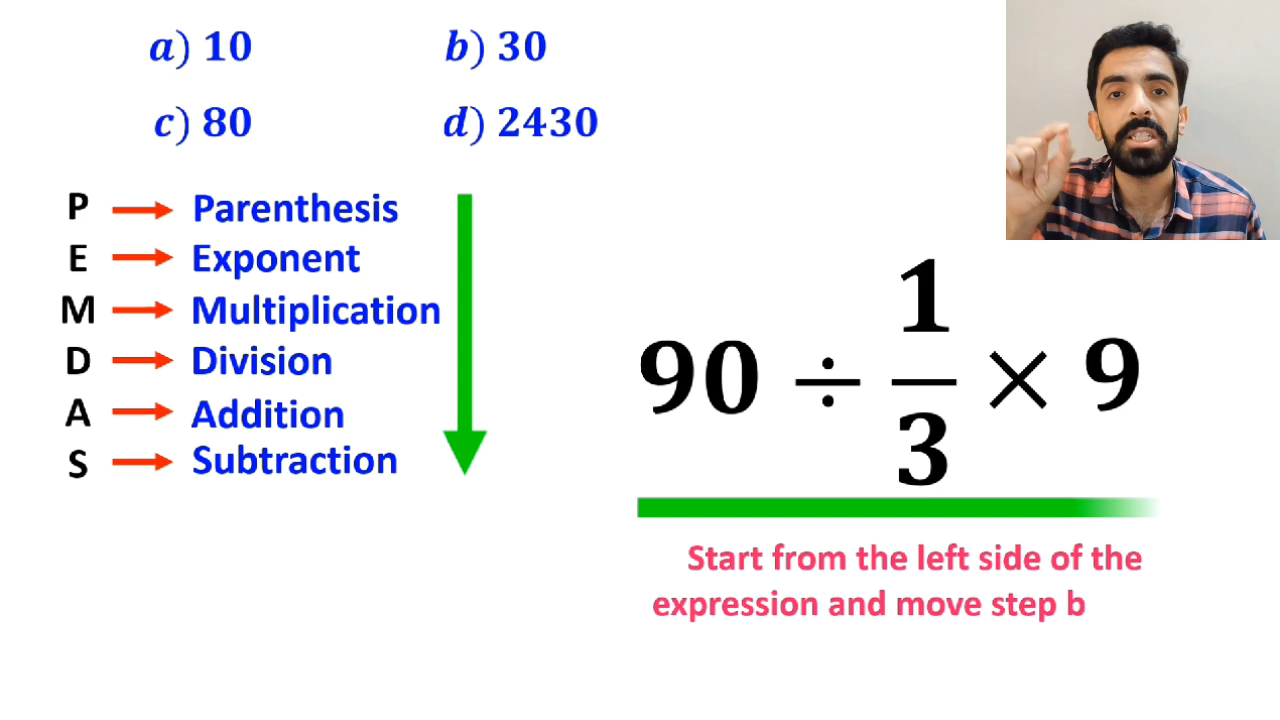 a) 10 b) 30
c) 80 d) 2430
P → Parenthesis
E → Exponent
M → Multiplication
D → Division
A → Addition
S → Subtraction
90 ÷ 1/3 × 9
Start from the left side of the
expression and move step b